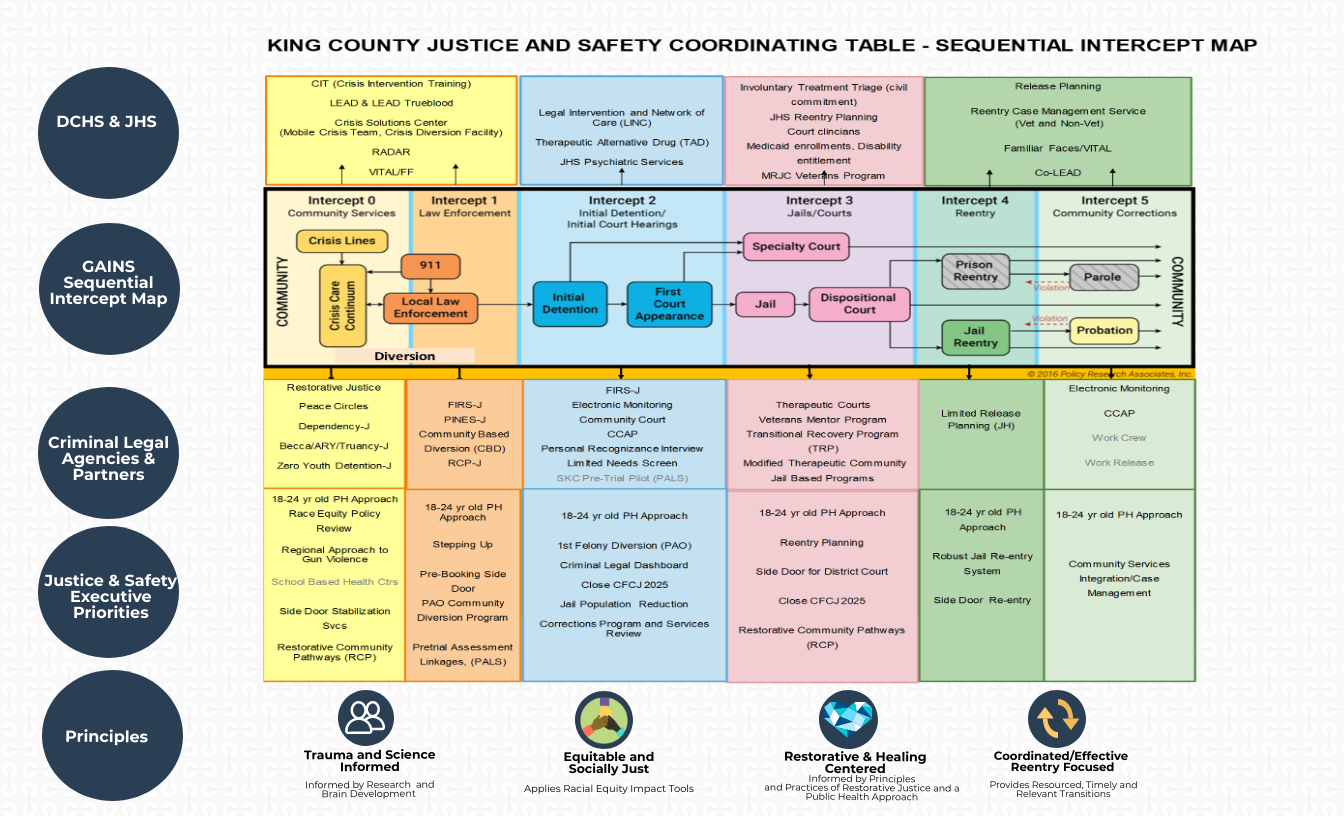 KING COUNTY JUSTICE AND SAFETY COORDINATING TABLE - SEQUENTIAL INTERCEPT MAP
DCHS & JHS
CIT (Crisis Intervention Training)
LEAD & LEAD Trueblood
Crisis Solutions Center
(Mobile Crisis Team, Crisis Diversion Facility)
RADAR
VITAL/FF
Legal Intervention and Network of
Care (LINC)
Therapeutic Alternative Drug (TAD)
JHS Psychiatric Services
Involuntary Treatment Triage (civil
commitment)
JHS Reentry Planning
Court clincians
Medicaid enrollments, Disability
entitlement
MRJC Veterans Program
Release Planning
Reentry Case Management Service
(Vet and Non-Vet)
Familiar Faces/VITAL
Co-LEAD
GAINS
Sequential
Intercept Map
Intercept 0
Community Services
Intercept 1
Law Enforcement
Intercept 2
Initial Detention/
Initial Court Hearings
Intercept 3
Jails/Courts
Intercept 4
Reentry
Intercept 5
Community Corrections
COMMUNITY
Crisis Lines
Crisis Care
Continuum
911
Local Law
Enforcement
Diversion
Initial
Detention
First
Court
Appearance
Specialty Court
Jail
Dispositional
Court
Prison
Reentry
Jail
Reentry
Parole
Violation
Violation
Probation
COMMUNITY
© 2016 Policy Research Associates, Inc.
Criminal Legal
Agencies &
Partners
Restorative Justice
Peace Circles
Dependency-J
Becca/ARY/Truancy-J
Zero Youth Detention-J
FIRS-J
PINES-J
Community Based
Diversion (CBD)
RCP-J
FIRS-J
Electronic Monitoring
Community Court
CCAP
Personal Recognizance Interview
Limited Needs Screen
SKC Pre-Trial Pilot (PALS)
Therapeutic Courts
Veterans Mentor Program
Transitional Recovery Program
(TRP)
Modified Therapeutic Community
Jail Based Programs
Limited Release
Planning (JH)
Electronic Monitoring
CCAP
Work Crew
Work Release
Justice & Safety
Executive
Priorities
18-24 yr old PH Approach
Race Equity Policy
Review
Regional Approach to
Gun Violence
School Based Health Ctrs
Side Door Stabilization
Svcs
Restorative Community
Pathways (RCP)
18-24 yr old PH
Approach
Stepping Up
Pre-Booking Side
Door
PAO Community
Diversion Program
Pretrial Assessment
Linkages, (PALS)
18-24 yr old PH Approach
1st Felony Diversion (PAO)
Criminal Legal Dashboard
Close CFCJ 2025
Jail Population Reduction
Corrections Program and Services
Review
18-24 yr old PH Approach
Reentry Planning
Side Door for District Court
Close CFCJ 2025
Restorative Community Pathways
(RCP)
18-24 yr old PH
Approach
Robust Jail Re-entry
System
Side Door Re-entry
18-24 yr old PH Approach
Community Services
Integration/Case
Management
Principles
Trauma and Science
Informed
Informed by Research and
Brain Development
Equitable and
Socially Just
Applies Racial Equity Impact Tools
Restorative & Healing
Centered
Informed by Principles
and Practices of Restorative Justice and a
Public Health Approach
Coordinated/Effective
Reentry Focused
Provides Resourced, Timely and
Relevant Transitions